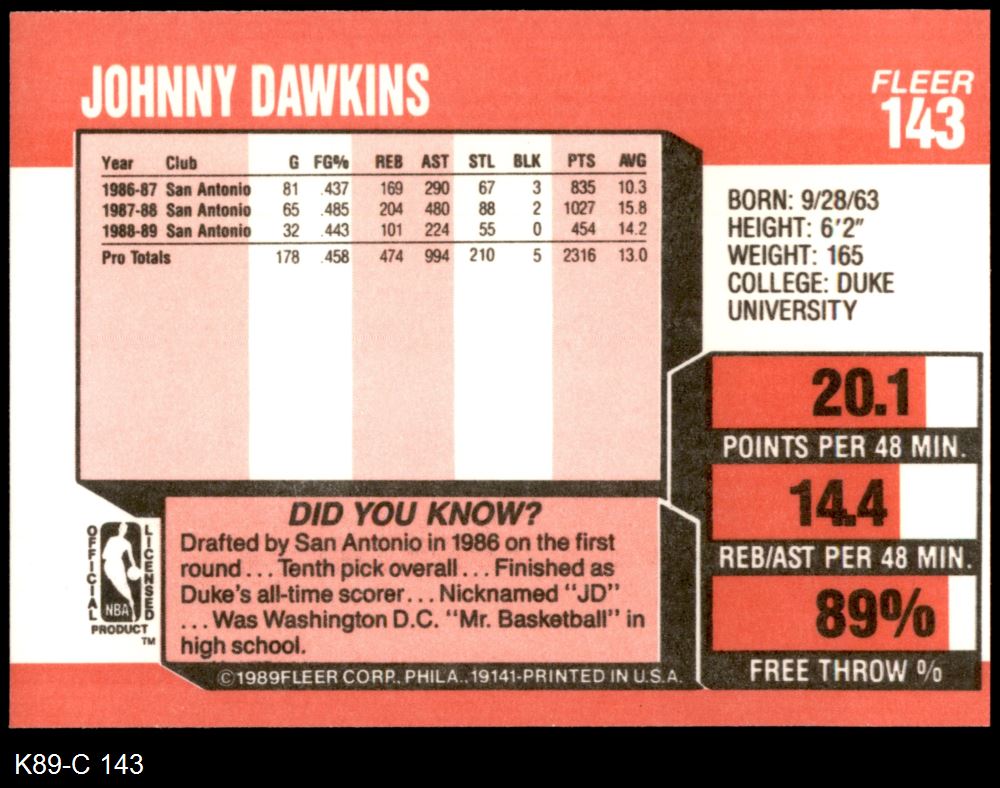 JOHNNY DAWKINS
FLEER
143
Year Club G FG% REB AST STL BLK PTS AVG
1986-87 San Antonio 81 .437 169 290 67 3 835 10.3
1987-88 San Antonio 65 .485 204 480 88 2 1027 15.8
1988-89 San Antonio 32 .443 101 224 55 0 454 14.2
Pro Totals 178 .458 474 994 210 5 2316 13.0
BORN: 9/28/63
HEIGHT: 6'2"
WEIGHT: 165
COLLEGE: DUKE
UNIVERSITY
20.1
POINTS PER 48 MIN.
14.4
REB/AST PER 48 MIN.
89%
FREE THROW %
DID YOU KNOW?
Drafted by San Antonio in 1986 on the first
round... Tenth pick overall... Finished as
Duke's all-time scorer... Nicknamed "JD"
... Was Washington D.C. "Mr. Basketball" in
high school.
OFFICIAL
NBA
LICENSED
PRODUCT
TM
©1989FLEER CORP., PHILA., 19141-PRINTED IN U.S.A.
K89-C 143